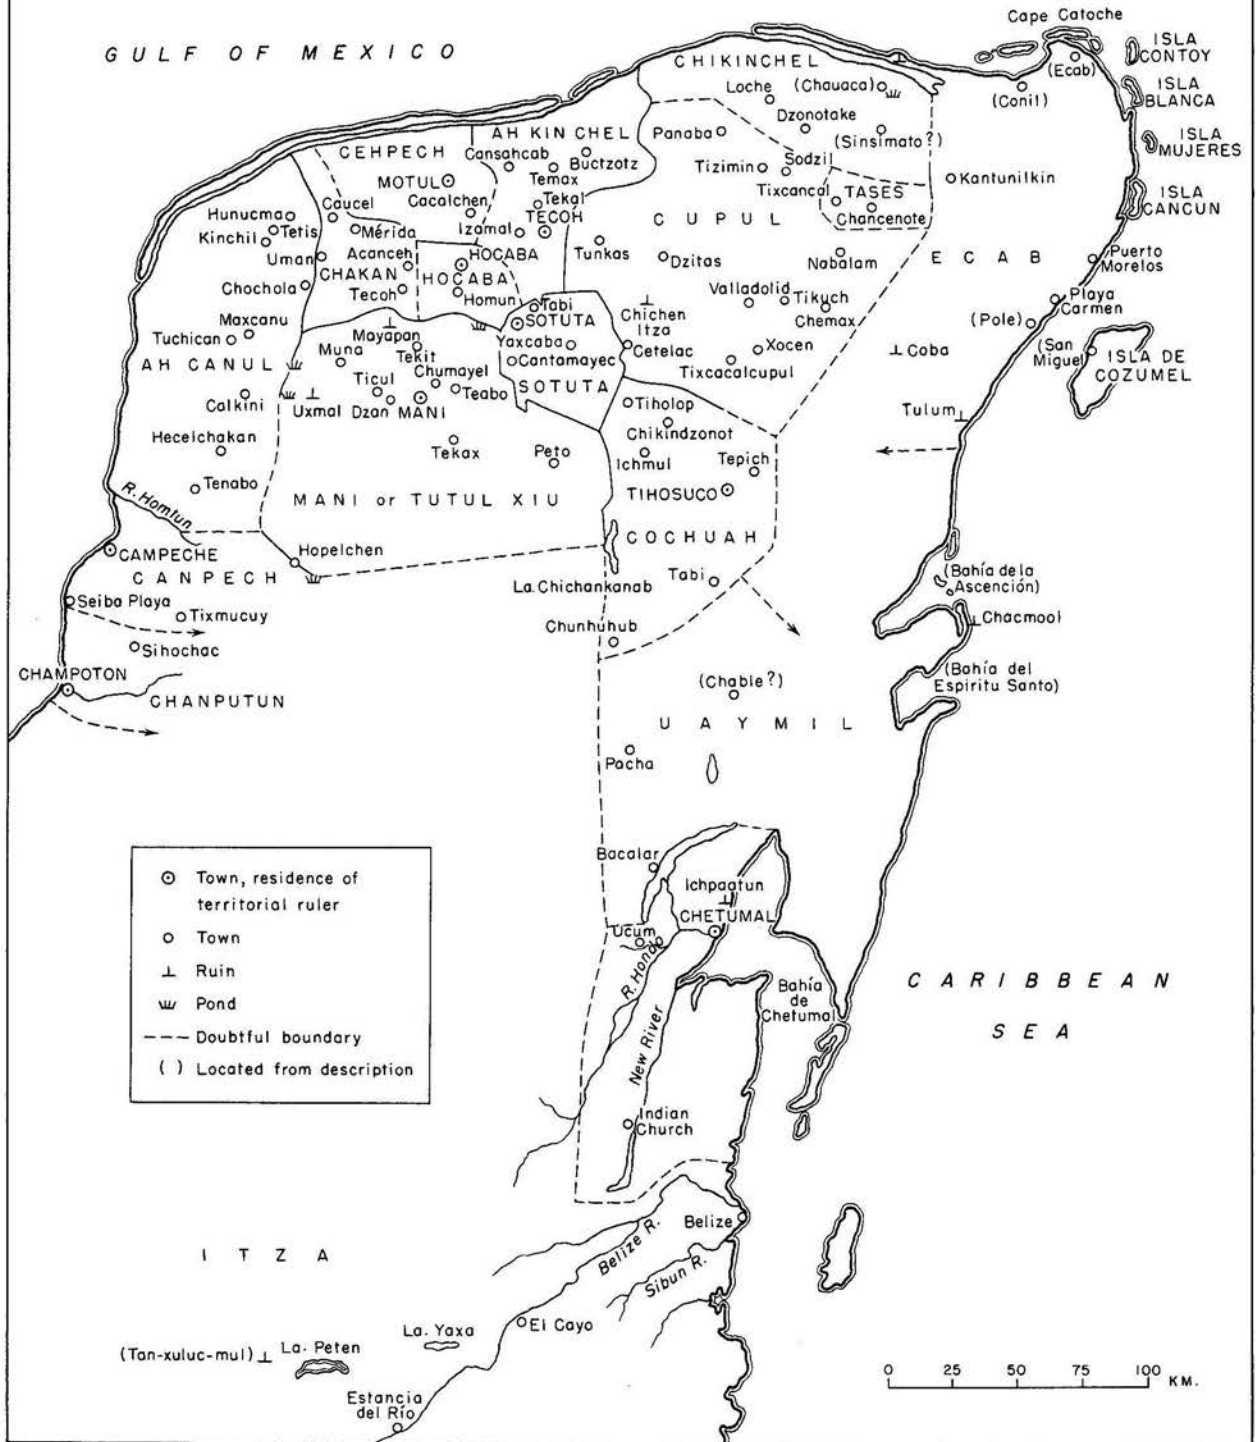 Cape Catoche
GULF OF MEXICO
ISLA
CONTOY
CHIKINCHEL
(Ecab)
Loche
(Chauaca)
(Conil)
ISLA
BLANCA
Dzonotake
AH KIN CHEL
Panaba
(Sinsimato?)
ISLA
MUJERES
CEHPECH
Cansahcab
Buctzotz
Temax
Tizimin
Sodzil
MOTUL
Kantunilkin
Cacalchen
Tekal
Tixcancal
TASES
ISLA
CANCUN
Hunucma
Caucel
TECOH
CUPUL
Chancenote
Tetis
Mérida
Izamal
Kinchil
Uman
Acanceh
HOCABA
Tunkas
Dzitas
Nabalam
ECAB
Puerto
Morelos
CHAKAN
HOCABA
Chochola
Tecoh
Homun
Tabi
Valladolid
Tikuch
Playa
Carmen
Chichen
Itza
Chemax
Maxcanu
SOTUTA
(Pole)
Tuchican
Mayapan
Yaxcaba
Cetelac
Xocen
Coba
(San
Miguel)
ISLA DE
COZUMEL
Muna
Tekit
Cantamayec
Tixcacalcupul
AH CANUL
Chumayel
Ticul
Teabo
SOTUTA
Calkini
Uxmal
Dzan
MANI
Tiholop
Tulum
Chikindzonot
Hecelchakan
Tekax
Peto
Ichmul
Tepich
Tenabo
R. Homtun
MANI or TUTUL XIU
TIHOSUCO
COCHUAH
CAMPECHE
Hopelchen
CANPECH
La. Chichankanab
Tabi
(Bahía de la
Ascención)
Seiba Playa
Tixmucuy
Chunhuhub
Chacmool
Sihochac
CHAMPOTON
(Chable?)
(Bahía del
Espiritu Santo)
CHANPUTUN
UAYMIL
Pacha
Bacalar
Town, residence of
territorial ruler
Ichpaatun
CHETUMAL
Town
Ucum
Ruin
R. Hondo
Bahía
de
Chetumal
CARIBBEAN
SEA
Pond
Doubtful boundary
New River
( ) Located from description
Indian
Church
Belize
ITZA
Belize R.
Sibun R.
El Cayo
La. Yaxa
(Tan-xuluc-mul)
La. Peten
0 25 50 75 100
KM.
Estancia
del Río